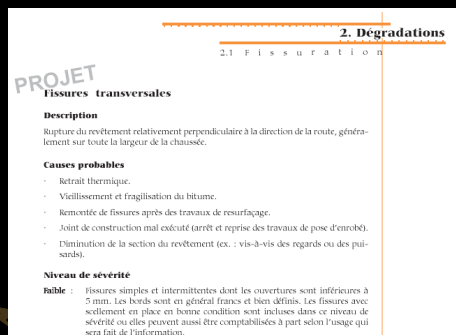 2. Dégradations
2.1 Fissuration
PROJET
Fissures transversales
Description
Rupture du revêtement relativement perpendiculaire à la direction de la route, généra-
lement sur toute la largeur de la chaussée.
Causes probables
· Retrait thermique.
· Vieillissement et fragilisation du bitume.
· Remontée de fissures après des travaux de resurfaçage.
· Joint de construction mal exécuté (arrêt et reprise des travaux de pose d'enrobé).
· Diminution de la section du revêtement (ex. : vis-à-vis des regards ou des pui-
sards).
Niveau de sévérité
Faible : Fissures simples et intermittentes dont les ouvertures sont inférieures à
5 mm. Les bords sont en général francs et bien définis. Les fissures avec
scellement en place en bonne condition sont incluses dans ce niveau de
sévérité ou elles peuvent aussi être comptabilisées à part selon l'usage qui
sera fait de l'information.